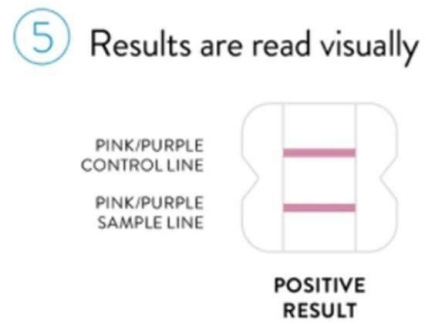 5 Results are read visually
PINK/PURPLE
CONTROL LINE
PINK/PURPLE
SAMPLE LINE
POSITIVE
RESULT